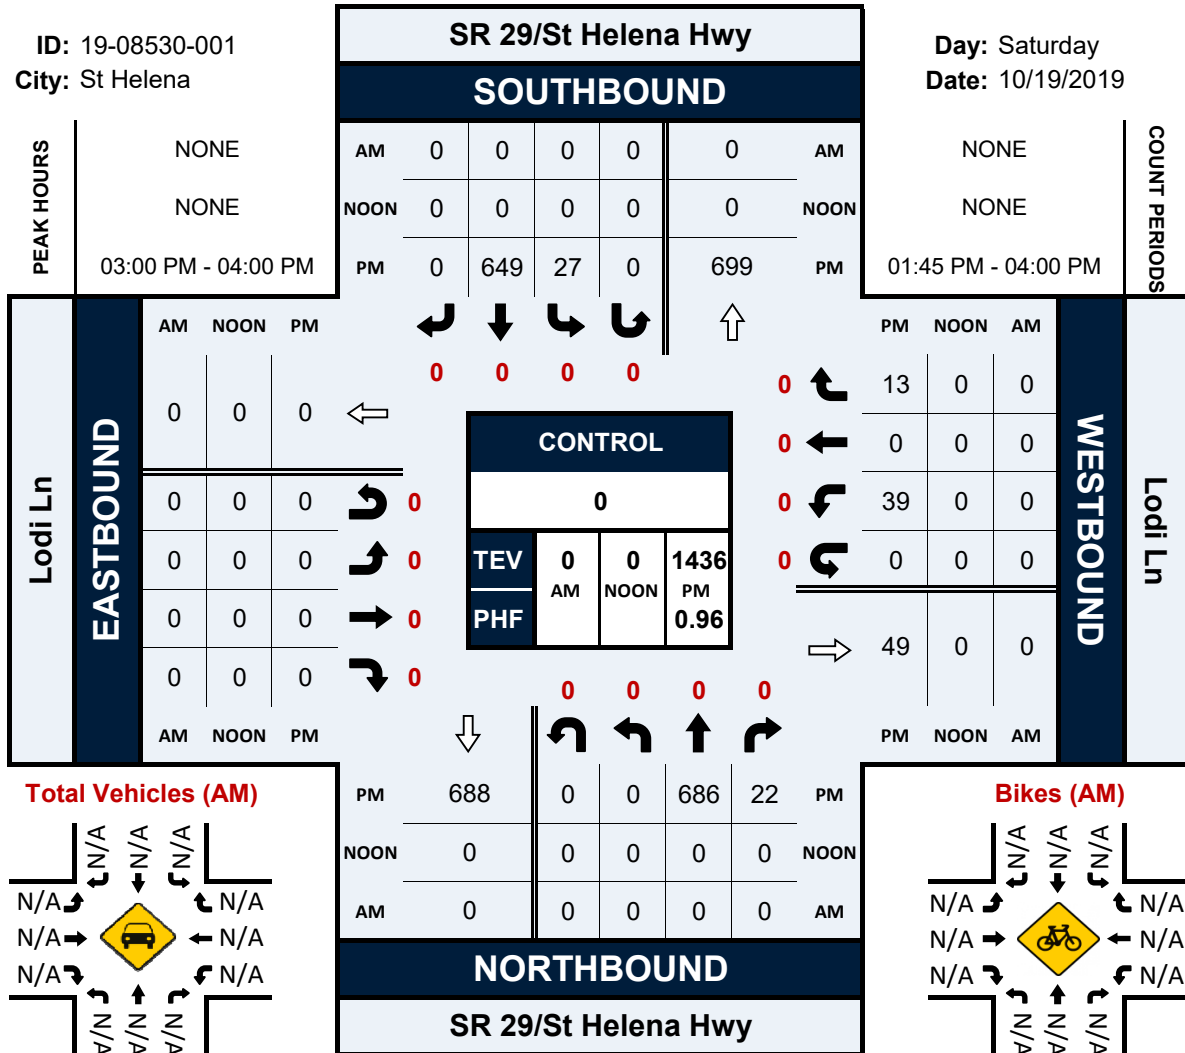 ID: 19-08530-001
City: St Helena
SR 29/St Helena Hwy
SOUTHBOUND
Day: Saturday
Date: 10/19/2019
PEAK HOURS
NONE
NONE
03:00 PM - 04:00 PM
AM 0 0 0 0 0 AM
NOON 0 0 0 0 0 NOON
PM 0 649 27 0 699 PM
NONE
NONE
01:45 PM - 04:00 PM
COUNT PERIODS
0 0 0 0
Lodi Ln
EASTBOUND
AM NOON PM
0 0 0
0 0 0 0
0 0 0 0
0 0 0 0
0 0 0 0
AM NOON PM
CONTROL
0
TEV 0 0 1436
AM NOON PM
PHF 0.96
PM NOON AM
0 13 0 0
0 0 0 0
0 39 0 0
0 0 0 0
49 0 0
PM NOON AM
WESTBOUND
Lodi Ln
0 0 0 0
PM 688 0 0 686 22 PM
NOON 0 0 0 0 0 NOON
AM 0 0 0 0 0 AM
NORTHBOUND
SR 29/St Helena Hwy
Total Vehicles (AM)
N/A N/A N/A
N/A N/A
N/A N/A
N/A N/A
N/A N/A N/A
Bikes (AM)
N/A N/A N/A
N/A N/A
N/A N/A
N/A N/A
N/A N/A N/A